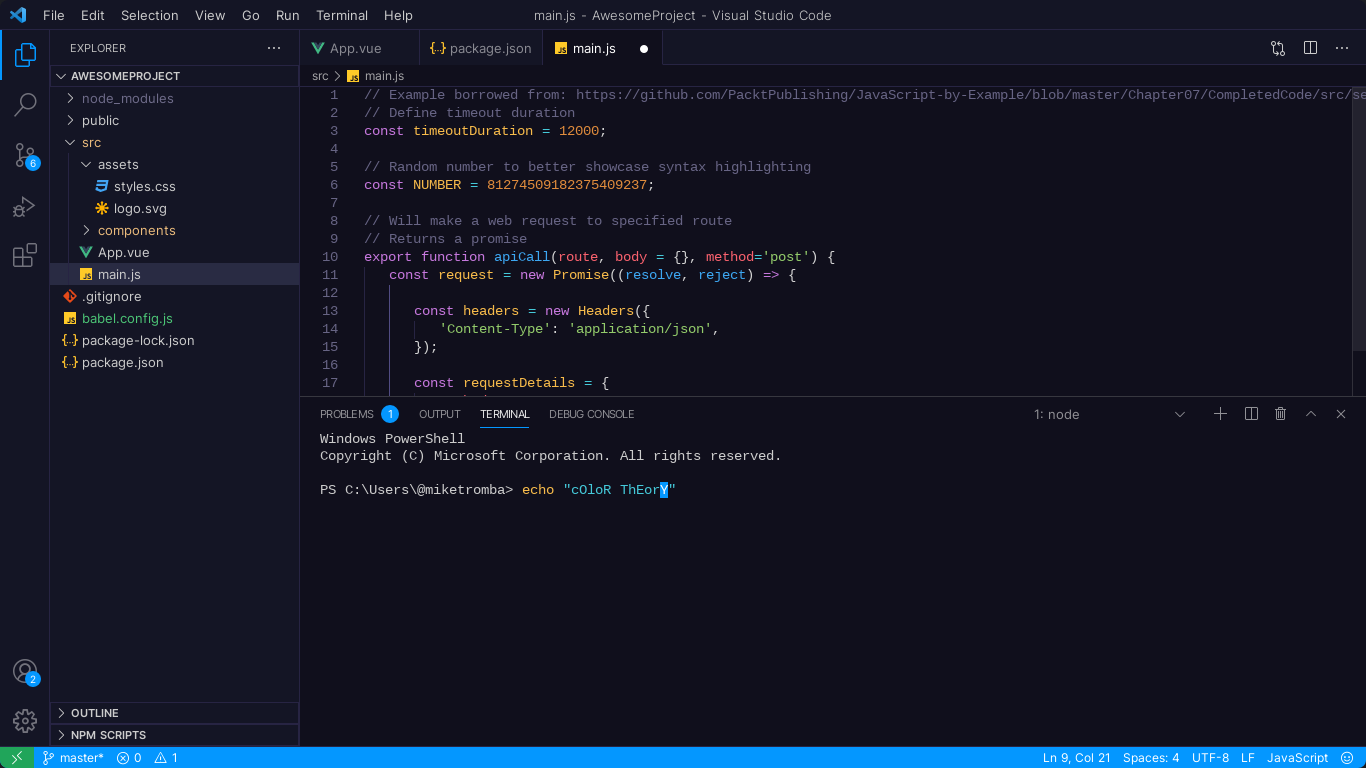 File Edit Selection View Go Run Terminal Help
main.js - AwesomeProject - Visual Studio Code
EXPLORER
App.vue
package.json
main.js
AWESOMEPROJECT
src main.js
node_modules
public
src
assets
styles.css
logo.svg
components
App.vue
main.js
.gitignore
babel.config.js
package-lock.json
package.json
OUTLINE
NPM SCRIPTS
6
2
1 // Example borrowed from: https://github.com/PacktPublishing/JavaScript-by-Example/blob/master/Chapter07/CompletedCode/src/se
2 // Define timeout duration
3 const timeoutDuration = 12000;
4
5 // Random number to better showcase syntax highlighting
6 const NUMBER = 81274509182375409237;
7
8 // Will make a web request to specified route
9 // Returns a promise
10 export function apiCall(route, body = {}, method='post') {
11 const request = new Promise((resolve, reject) => {
12
13 const headers = new Headers({
14 'Content-Type': 'application/json',
15 });
16
17 const requestDetails = {
PROBLEMS 1 OUTPUT TERMINAL DEBUG CONSOLE
1: node
Windows PowerShell
Copyright (C) Microsoft Corporation. All rights reserved.
PS C:\Users\@miketromba> echo "cOloR ThEorY"
master* 0 1
Ln 9, Col 21 Spaces: 4 UTF-8 LF JavaScript